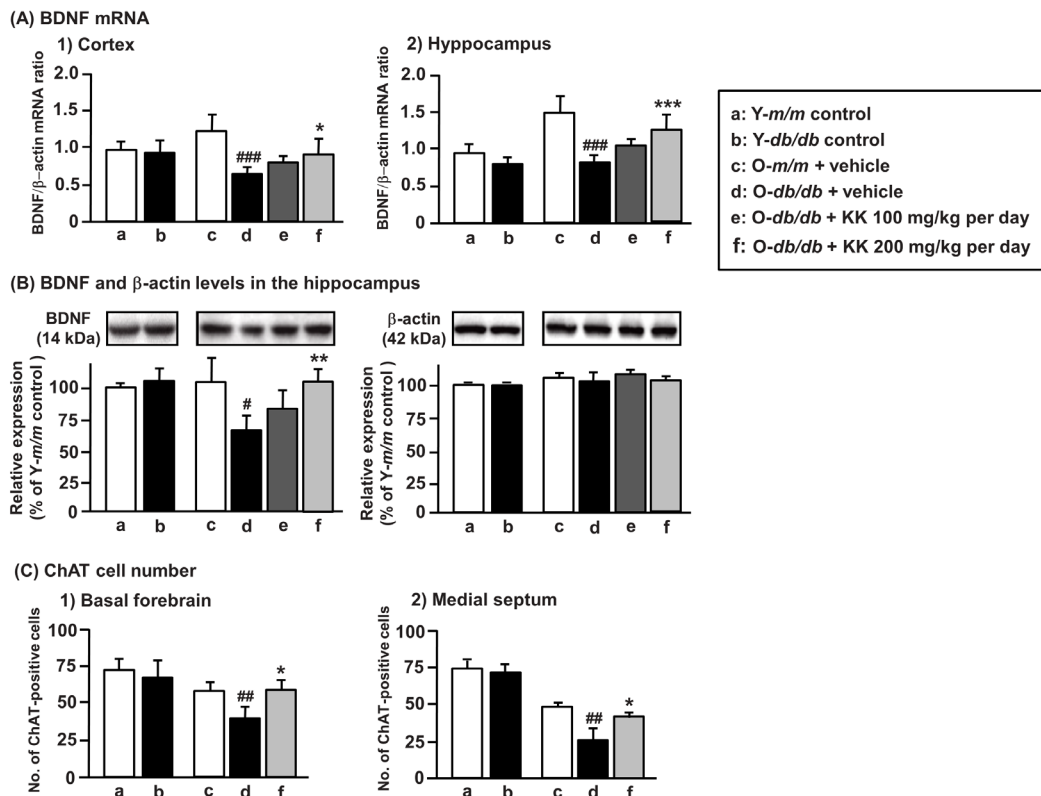 (A) BDNF mRNA
1) Cortex
BDNF/β-actin mRNA ratio
2.0
1.5
1.0
0.5
0
###
*
a b c d e f
2) Hyppocampus
BDNF/β-actin mRNA ratio
2.0
1.5
1.0
0.5
0
###
***
a b c d e f
a: Y-m/m control
b: Y-db/db control
c: O-m/m + vehicle
d: O-db/db + vehicle
e: O-db/db + KK 100 mg/kg per day
f: O-db/db + KK 200 mg/kg per day
(B) BDNF and β-actin levels in the hippocampus
BDNF
(14 kDa)
Relative expression
(% of Y-m/m control )
100
75
50
25
0
#
**
a b c d e f
β-actin
(42 kDa)
Relative expression
(% of Y-m/m control)
100
75
50
25
0
a b c d e f
(C) ChAT cell number
1) Basal forebrain
No. of ChAT-positive cells
100
75
50
25
0
##
*
a b c d f
2) Medial septum
No. of ChAT-positive cells
100
75
50
25
0
##
*
a b c d f